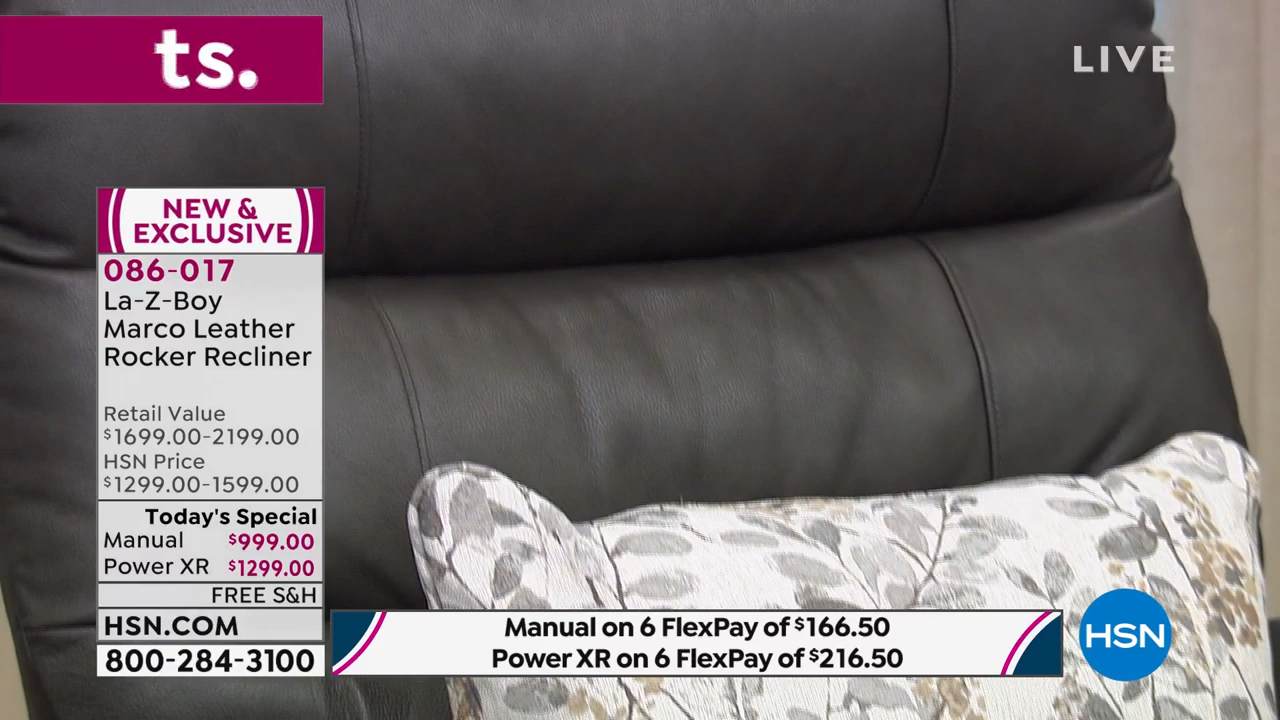 ts.
LIVE
NEW &
EXCLUSIVE
086-017
La-Z-Boy
Marco Leather
Rocker Recliner
Retail Value
$1699.00-2199.00
HSN Price
$1299.00-1599.00
Today's Special
Manual $999.00
Power XR $1299.00
FREE S&H
HSN.COM
800-284-3100
Manual on 6 FlexPay of $166.50
Power XR on 6 FlexPay of $216.50
HSN